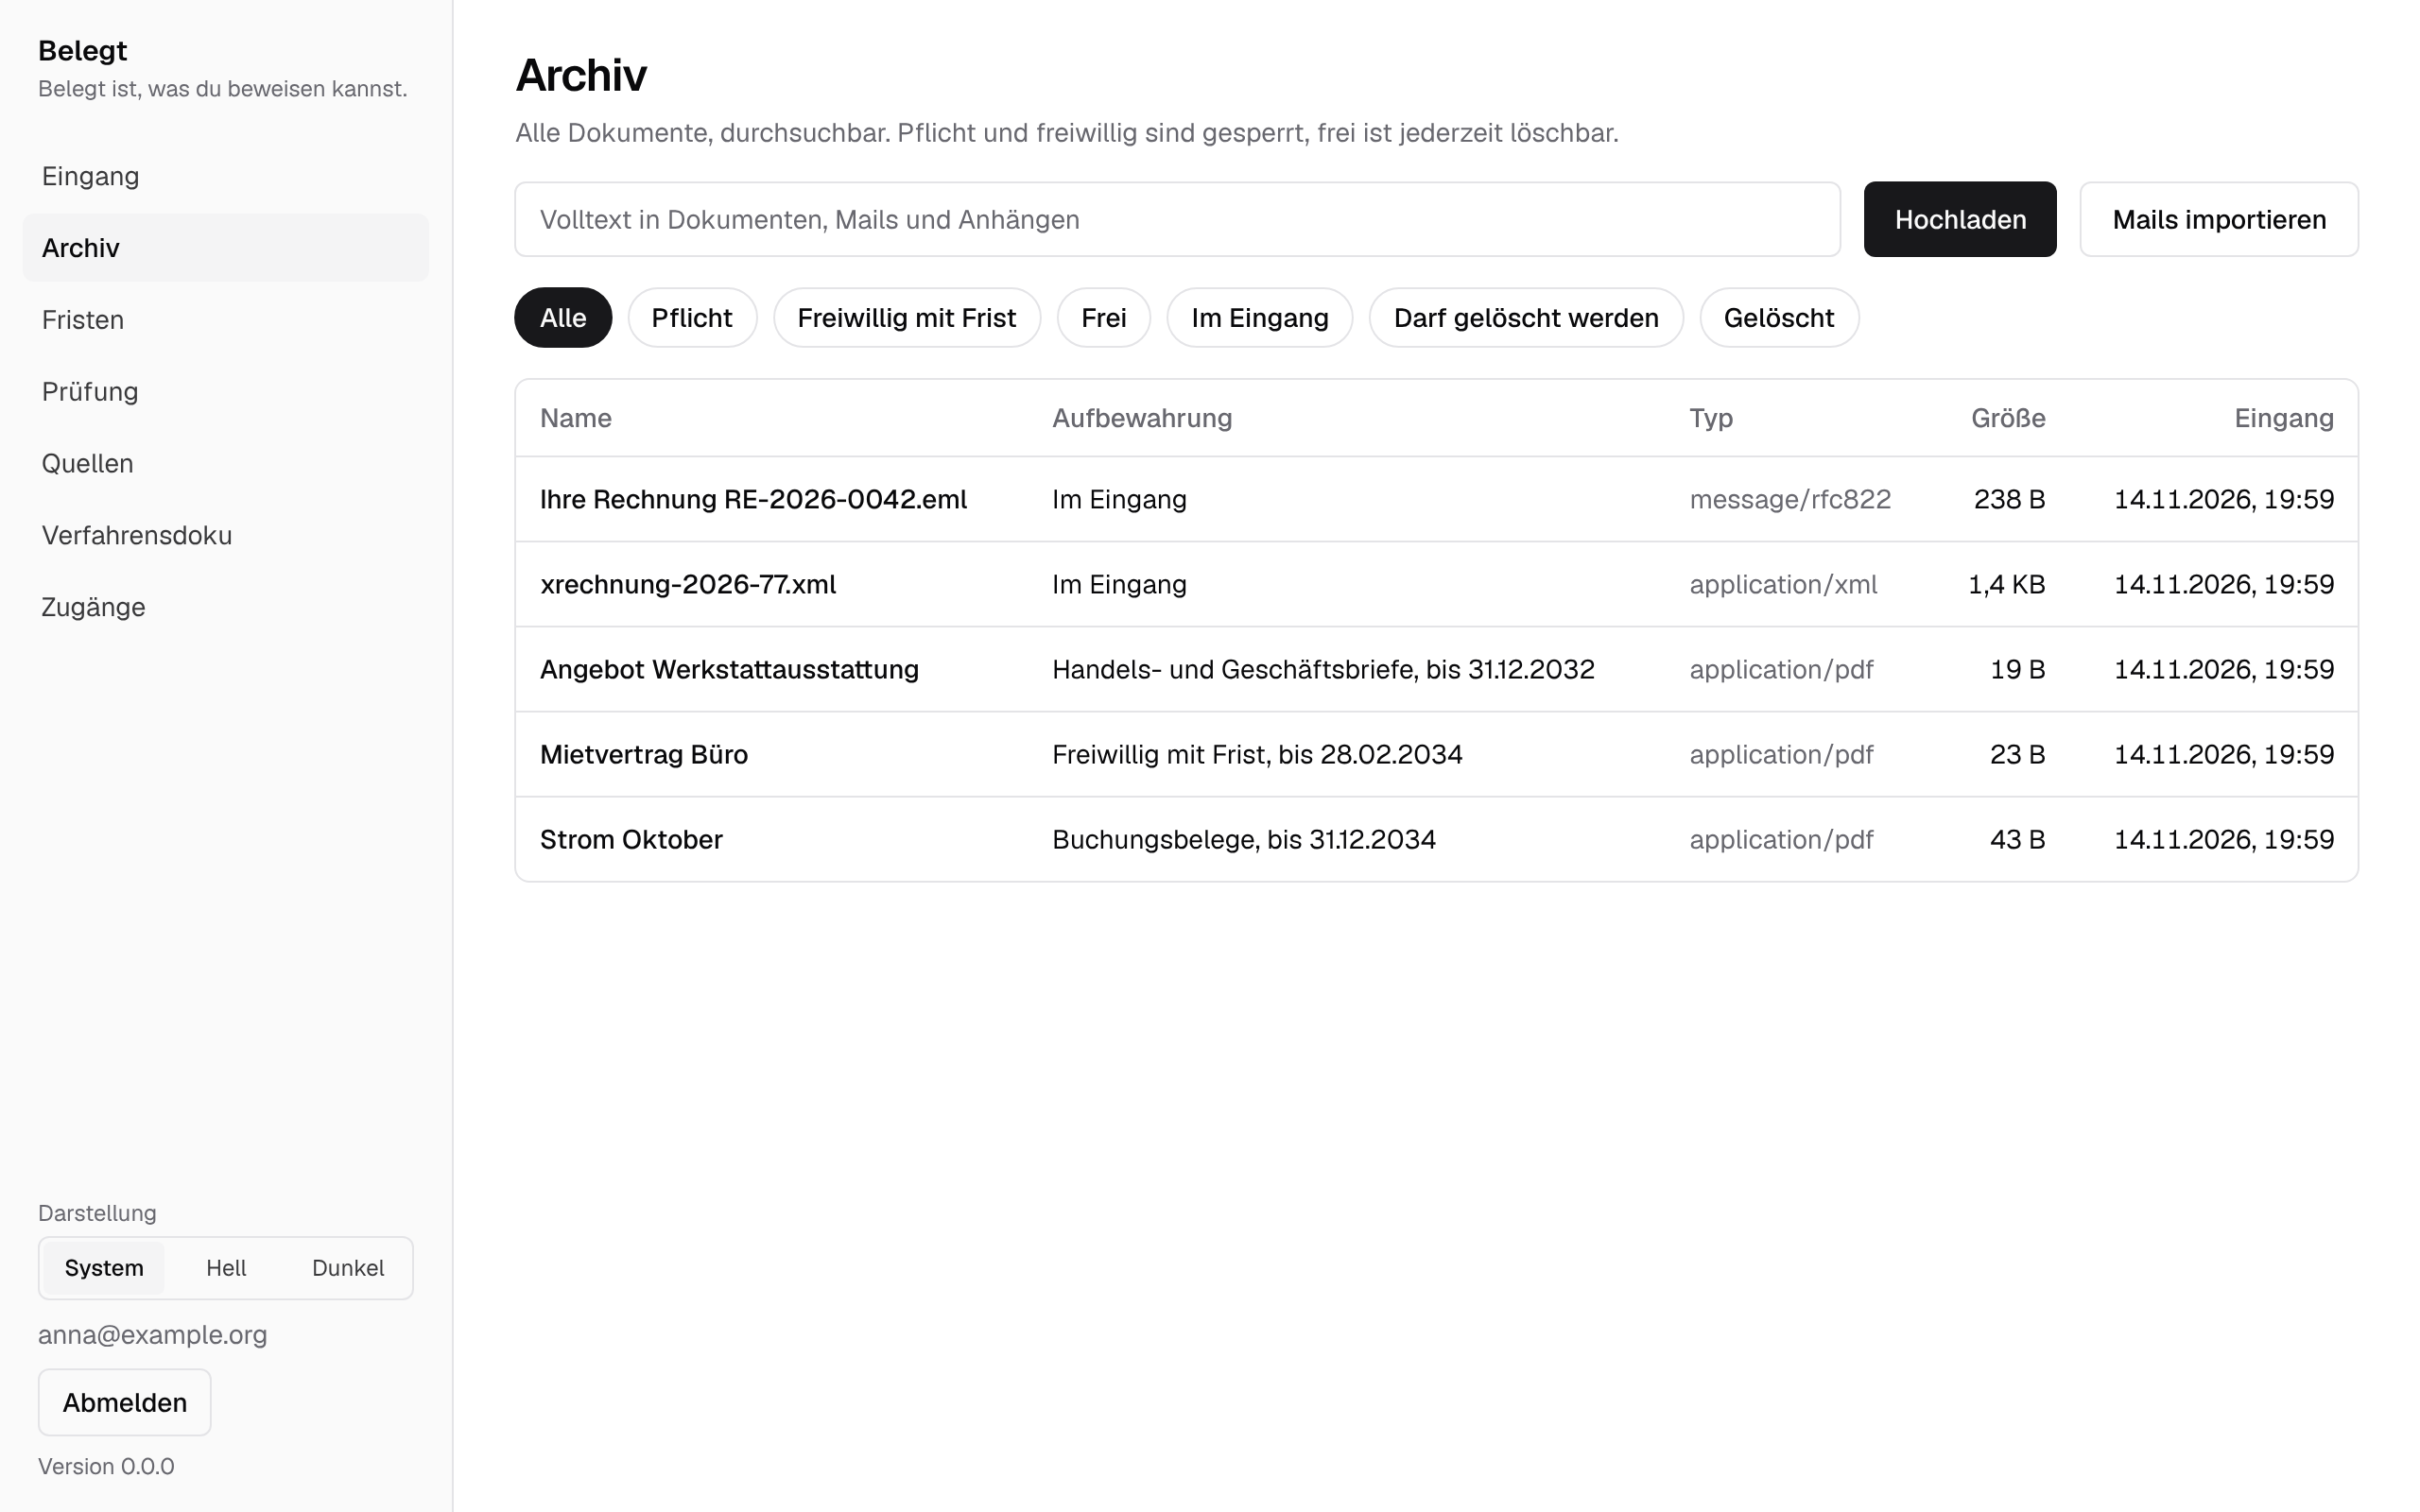 Belegt
Belegt ist, was du beweisen kannst.
Eingang
Archiv
Fristen
Prüfung
Quellen
Verfahrensdoku
Zugänge
Darstellung
System Hell Dunkel
anna@example.org
Abmelden
Version 0.0.0
Archiv
Alle Dokumente, durchsuchbar. Pflicht und freiwillig sind gesperrt, frei ist jederzeit löschbar.
Volltext in Dokumenten, Mails und Anhängen Hochladen Mails importieren
Alle Pflicht Freiwillig mit Frist Frei Im Eingang Darf gelöscht werden Gelöscht
Name Aufbewahrung Typ Größe Eingang
Ihre Rechnung RE-2026-0042.eml Im Eingang message/rfc822 238 B 14.11.2026, 19:59
xrechnung-2026-77.xml Im Eingang application/xml 1,4 KB 14.11.2026, 19:59
Angebot Werkstattausstattung Handels- und Geschäftsbriefe, bis 31.12.2032 application/pdf 19 B 14.11.2026, 19:59
Mietvertrag Büro Freiwillig mit Frist, bis 28.02.2034 application/pdf 23 B 14.11.2026, 19:59
Strom Oktober Buchungsbelege, bis 31.12.2034 application/pdf 43 B 14.11.2026, 19:59